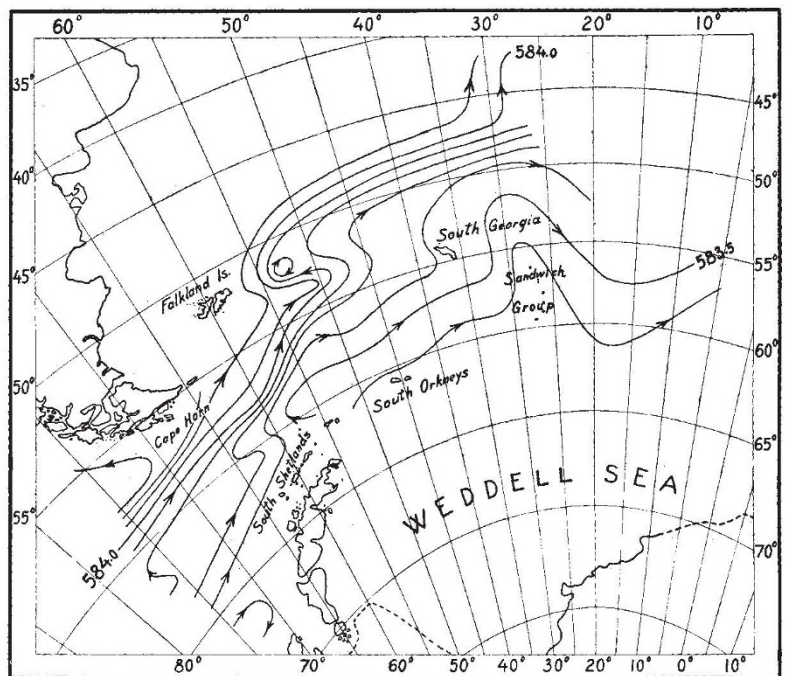 60° 50° 40° 30° 20° 10°
584.0
35°
45°
40°
50°
South Georgia
45°
583.5
55°
Falkland Is.
Sandwich
Group
60°
50°
South Orkneys
Cape Horn
65°
South Shetlands
WEDDELL SEA
55°
70°
584.0
80° 70° 60° 50° 40° 30° 20° 10° 0° 10°